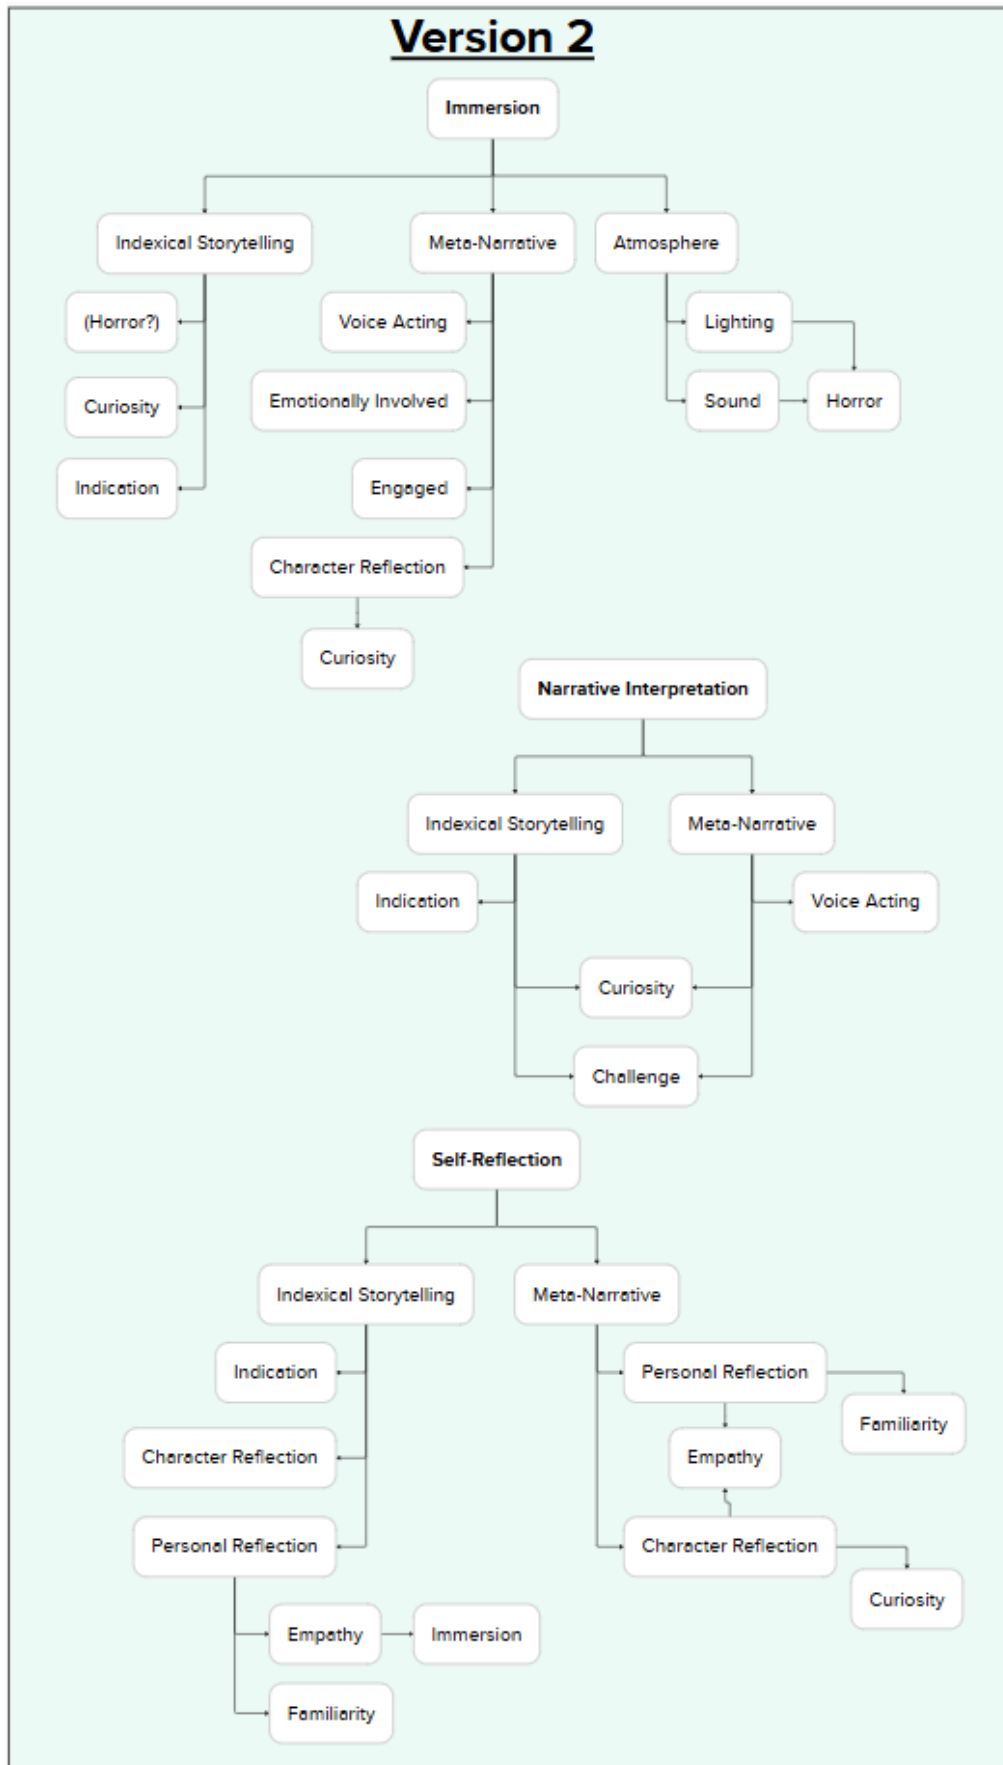 Version 2
Immersion
Indexical Storytelling
Meta-Narrative
Atmosphere
(Horror?)
Voice Acting
Lighting
Curiosity
Emotionally Involved
Sound
Horror
Indication
Engaged
Character Reflection
Curiosity
Narrative Interpretation
Indexical Storytelling
Meta-Narrative
Indication
Voice Acting
Curiosity
Challenge
Self-Reflection
Indexical Storytelling
Meta-Narrative
Indication
Personal Reflection
Familiarity
Character Reflection
Empathy
Personal Reflection
Character Reflection
Curiosity
Empathy
Immersion
Familiarity